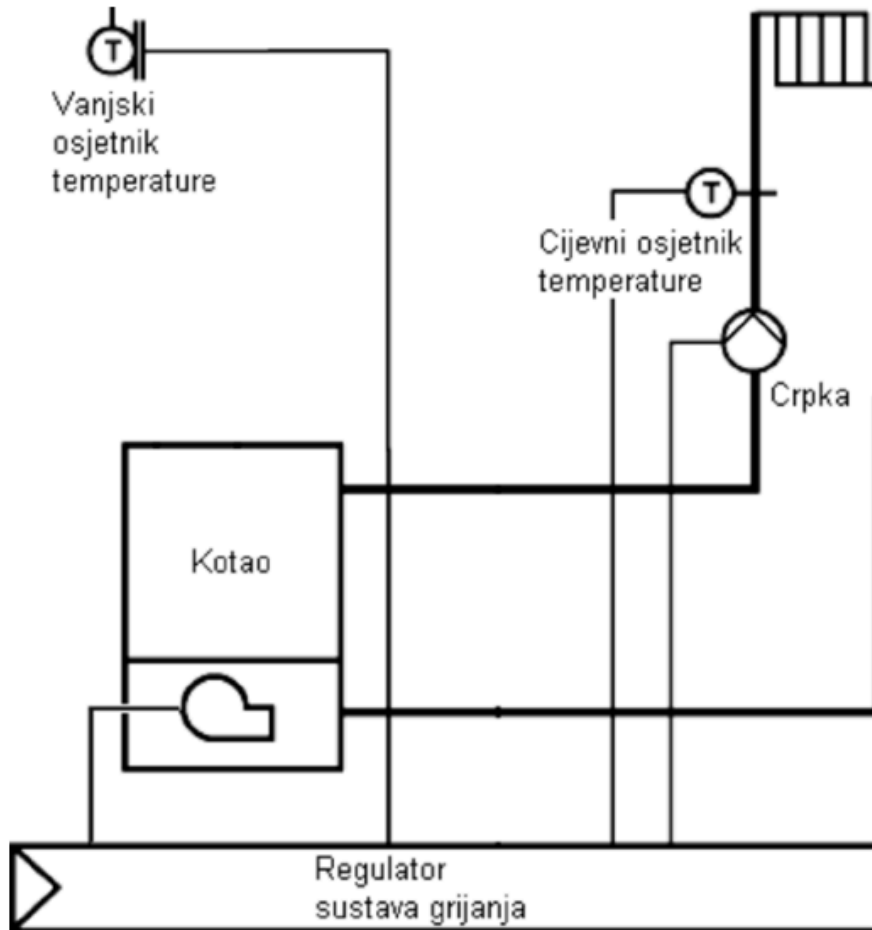 T
Vanjski
osjetnik
temperature
T
Cijevni osjetnik
temperature
Crpka
Kotao
Regulator
sustava grijanja